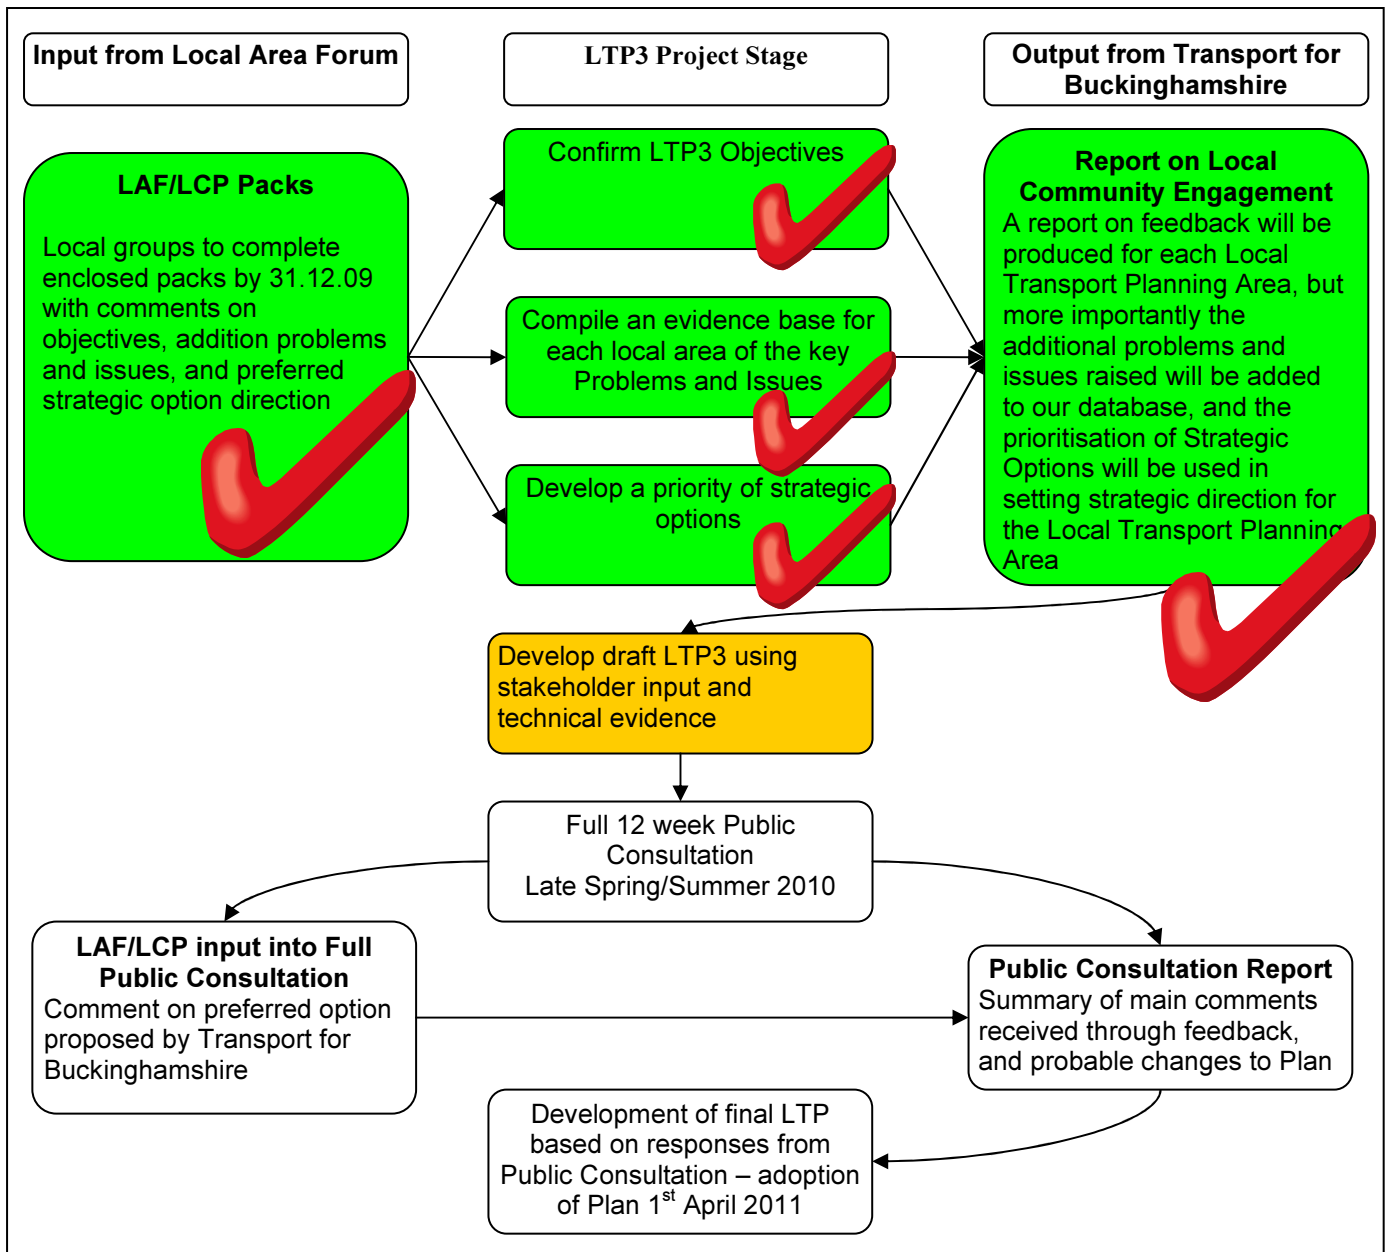 Input from Local Area Forum
LTP3 Project Stage
Output from Transport for
Buckinghamshire
LAF/LCP Packs
Local groups to complete
enclosed packs by 31.12.09
with comments on
objectives, addition problems
and issues, and preferred
strategic option direction
Confirm LTP3 Objectives
Compile an evidence base for
each local area of the key
Problems and Issues
Develop a priority of strategic
options
Report on Local
Community Engagement
A report on feedback will be
produced for each Local
Transport Planning Area, but
more importantly the
additional problems and
issues raised will be added
to our database, and the
prioritisation of Strategic
Options will be used in
setting strategic direction for
the Local Transport Planning
Area
Develop draft LTP3 using
stakeholder input and
technical evidence
Full 12 week Public
Consultation
Late Spring/Summer 2010
LAF/LCP input into Full
Public Consultation
Comment on preferred option
proposed by Transport for
Buckinghamshire
Public Consultation Report
Summary of main comments
received through feedback,
and probable changes to Plan
Development of final LTP
based on responses from
Public Consultation – adoption
of Plan 1st April 2011